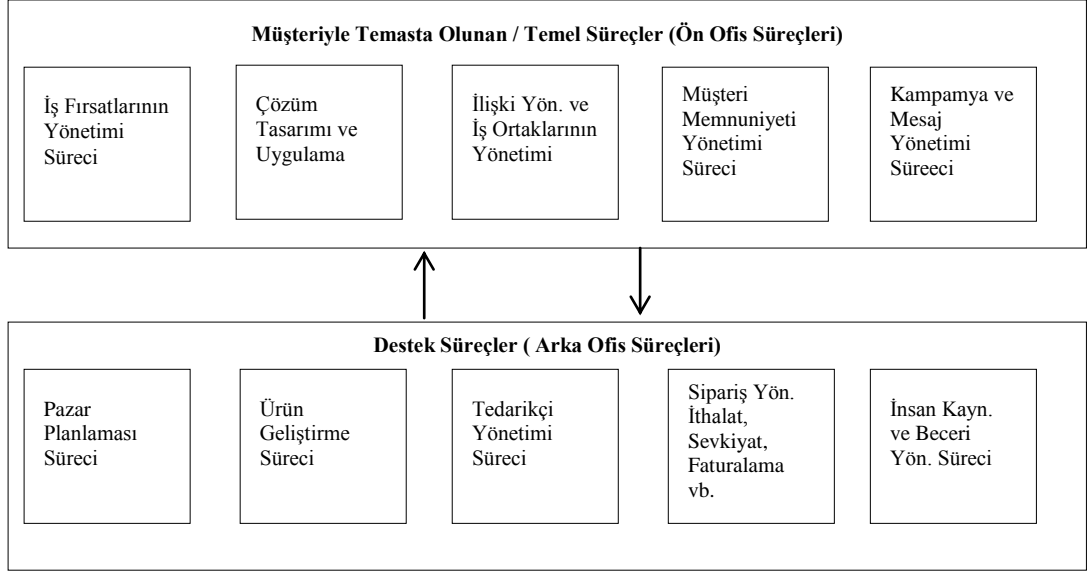 Müşteriyle Temasta Olunan / Temel Süreçler (Ön Ofis Süreçleri)
İş Fırsatlarının
Yönetimi
Süreci
Çözüm
Tasarımı ve
Uygulama
İlişki Yön. ve
İş Ortaklarının
Yönetimi
Müşteri
Memnuniyeti
Yönetimi
Süreci
Kampamya ve
Mesaj
Yönetimi
Süreeci
Destek Süreçler ( Arka Ofis Süreçleri)
Pazar
Planlaması
Süreci
Ürün
Geliştirme
Süreci
Tedarikçi
Yönetimi
Süreci
Sipariş Yön.
İthalat,
Sevkiyat,
Faturalama
vb.
İnsan Kayn.
ve Beceri
Yön. Süreci